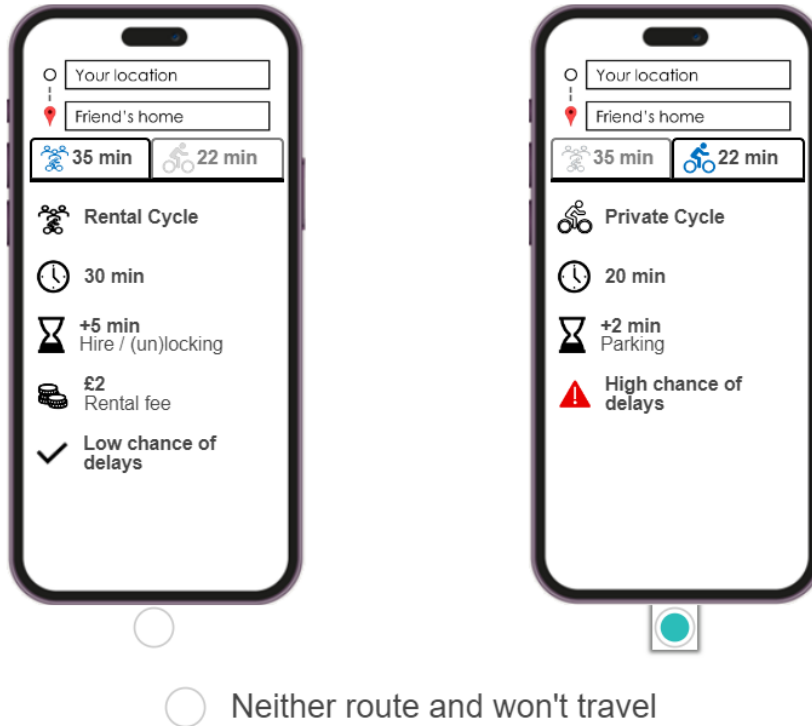 Your location
Friend's home
35 min
22 min
Rental Cycle
30 min
+5 min
Hire / (un)locking
£2
Rental fee
Low chance of
delays
Your location
Friend's home
35 min
22 min
Private Cycle
20 min
+2 min
Parking
High chance of
delays
Neither route and won't travel